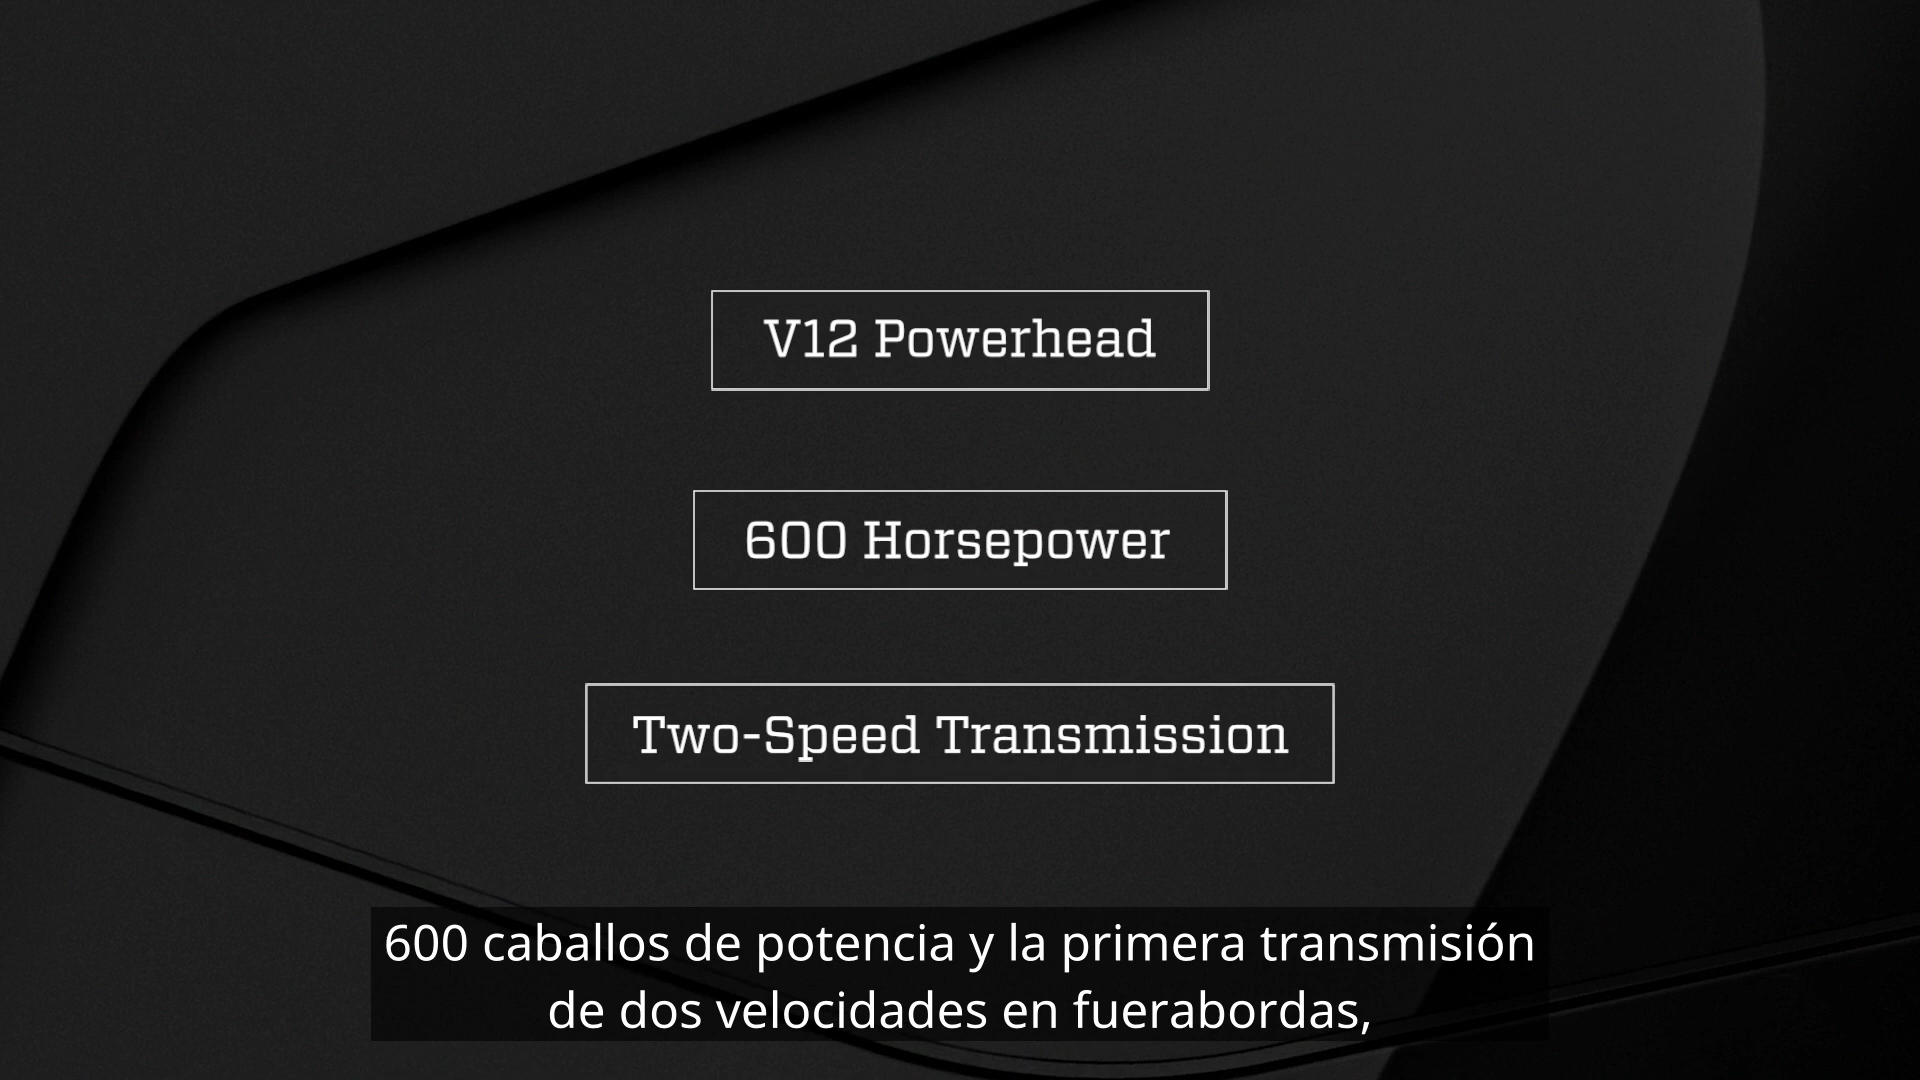 V12 Powerhead
600 Horsepower
Two-Speed Transmission
600 caballos de potencia y la primera transmisión
de dos velocidades en fuerabordas,